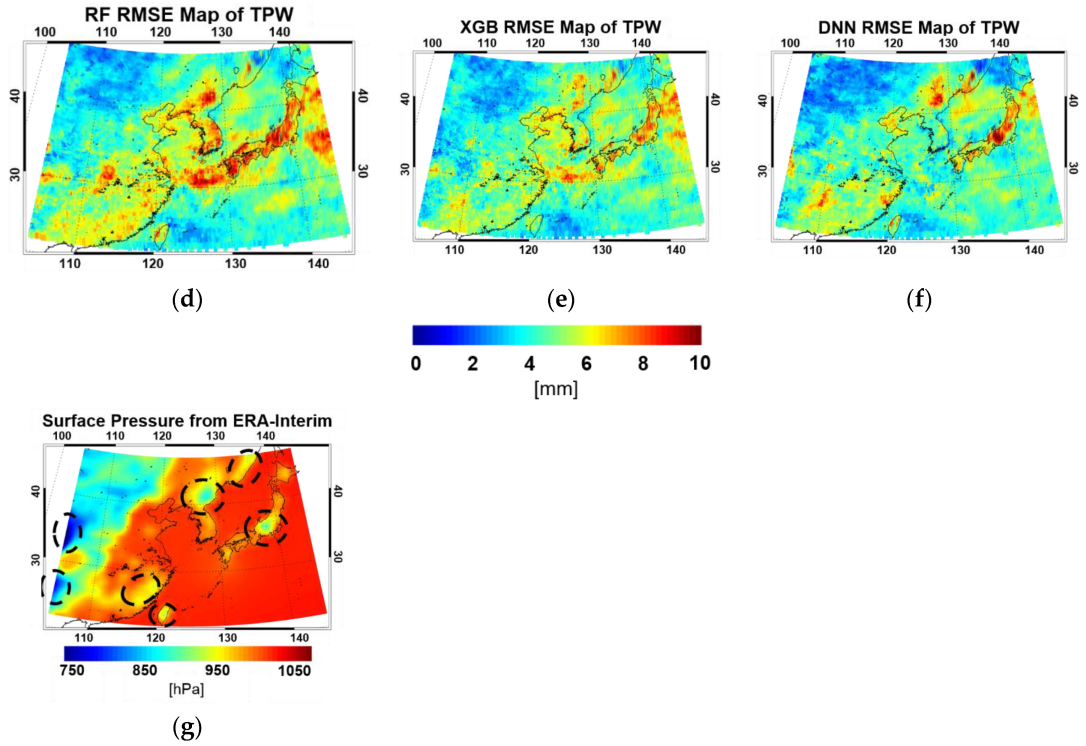 RF RMSE Map of TPW
XGB RMSE Map of TPW
DNN RMSE Map of TPW
100 110 120 130 140
100 110 120 130 140
100 110 120 130 140
40 40
40 40
40 40
30 30
30 30
30 30
110 120 130 140
110 120 130 140
110 120 130 140
(d)
(e)
(f)
0 2 4 6 8 10
[mm]
Surface Pressure from ERA-Interim
100 110 120 130 140
40 40
30 30
110 120 130 140
750 850 950 1050
[hPa]
(g)